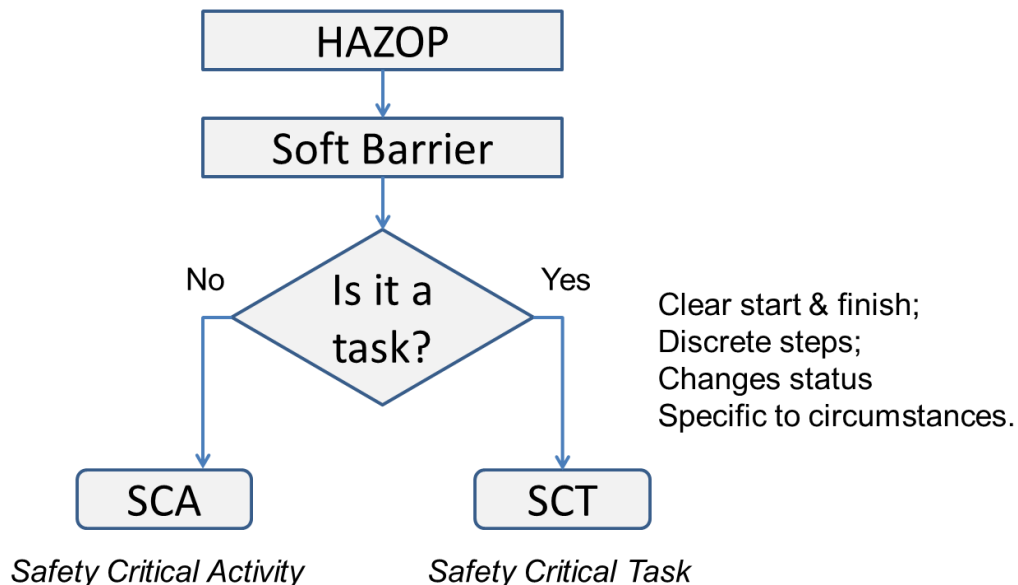 HAZOP
Soft Barrier
Is it a
task?
No
Yes
Clear start & finish;
Discrete steps;
Changes status
Specific to circumstances.
SCA
SCT
Safety Critical Activity
Safety Critical Task